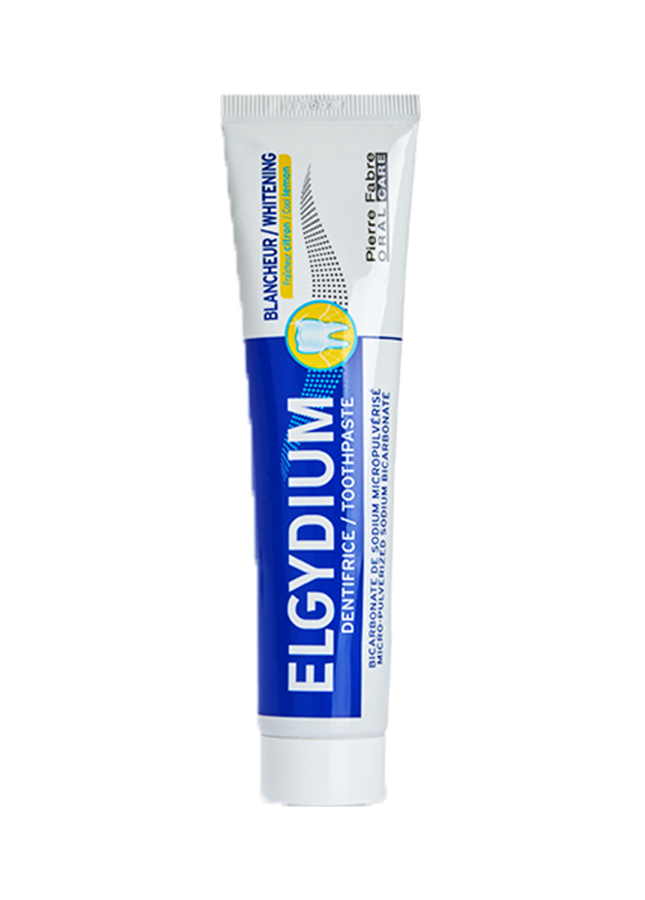 BLANCHEUR / WHITENING
Fraîcheur citron / Cool lemon
Pierre Fabre
ORAL CARE
ELGYDIUM
DENTIFRICE / TOOTHPASTE
BICARBONATE DE SODIUM MICROPULVÉRISÉ
MICRO-PULVERIZED SODIUM BICARBONATE